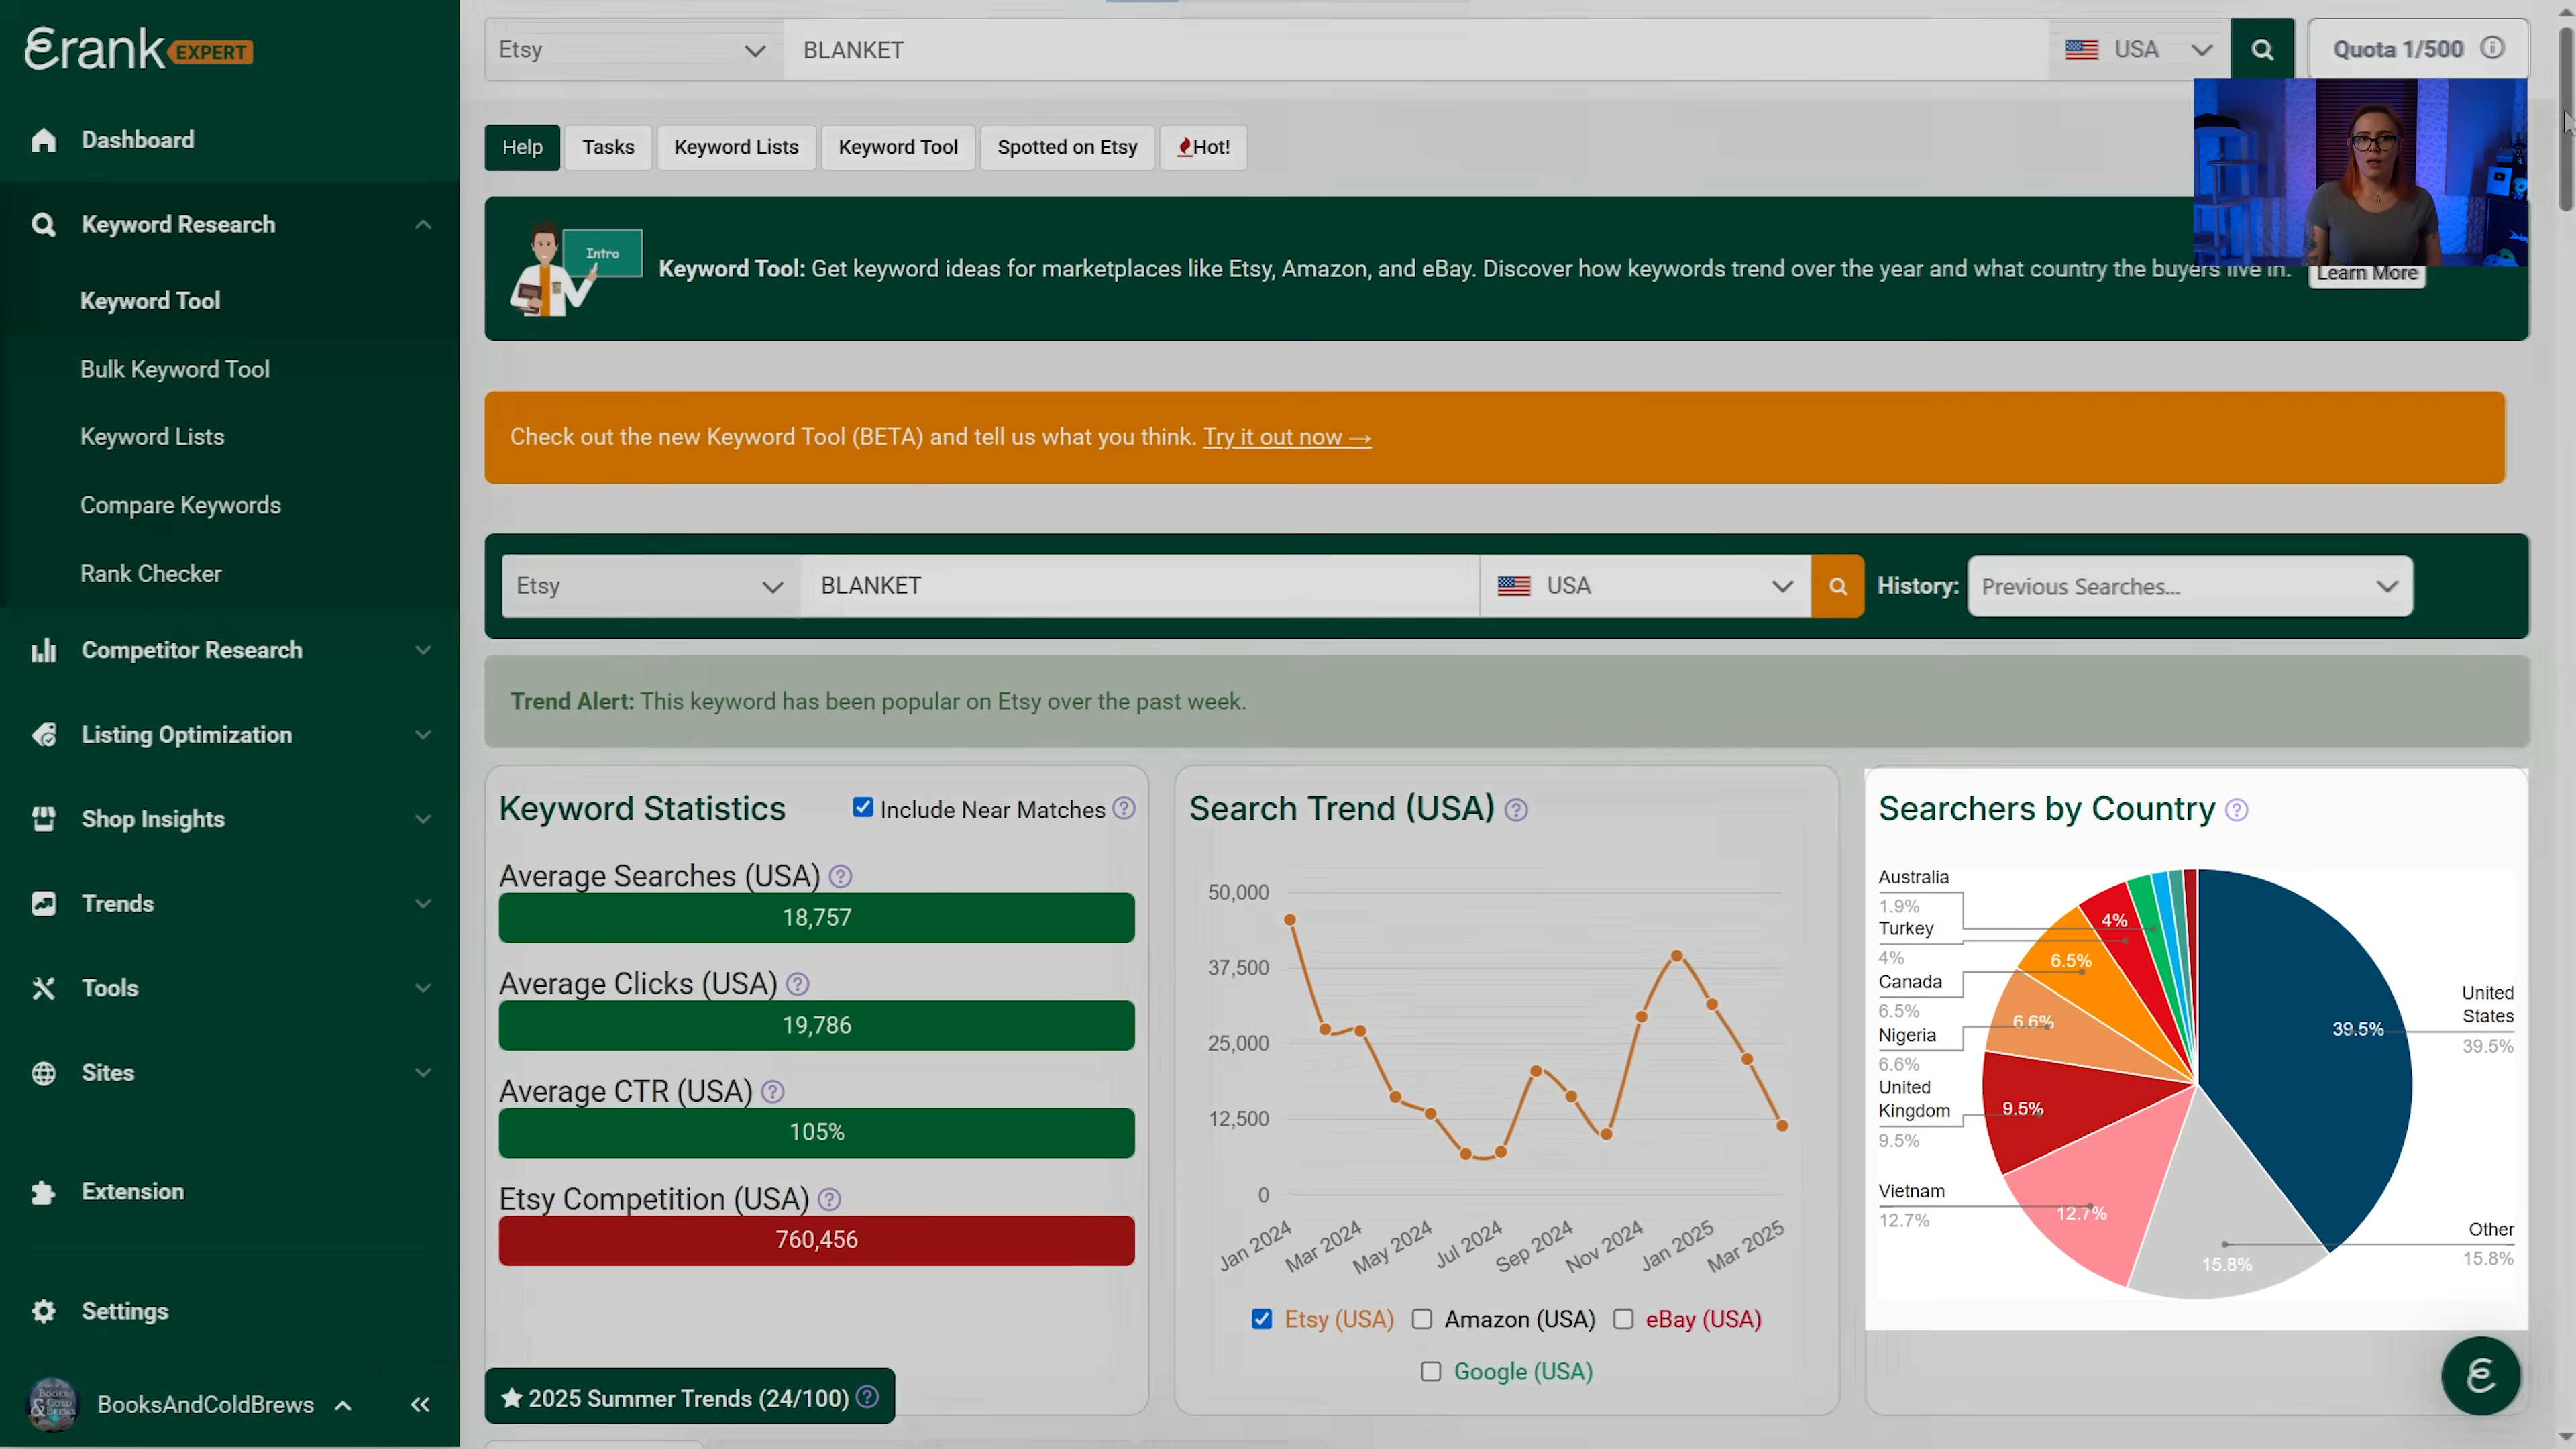 erank EXPERT
Dashboard
Keyword Research
Keyword Tool
Bulk Keyword Tool
Keyword Lists
Compare Keywords
Rank Checker
Competitor Research
Listing Optimization
Shop Insights
Trends
Tools
Sites
Extension
Settings
BooksAndColdBrews
Etsy
BLANKET
USA
Quota 1/500
Help
Tasks
Keyword Lists
Keyword Tool
Spotted on Etsy
Hot!
Intro
Keyword Tool: Get keyword ideas for marketplaces like Etsy, Amazon, and eBay. Discover how keywords trend over the year and what country the buyers live in.
Learn More
Check out the new Keyword Tool (BETA) and tell us what you think. Try it out now →
Etsy
BLANKET
USA
History:
Previous Searches...
Trend Alert: This keyword has been popular on Etsy over the past week.
Keyword Statistics
Include Near Matches
Average Searches (USA)
18,757
Average Clicks (USA)
19,786
Average CTR (USA)
105%
Etsy Competition (USA)
760,456
2025 Summer Trends (24/100)
Search Trend (USA)
50,000
37,500
25,000
12,500
0
Jan 2024
Mar 2024
May 2024
Jul 2024
Sep 2024
Nov 2024
Jan 2025
Mar 2025
Etsy (USA)
Amazon (USA)
eBay (USA)
Google (USA)
Searchers by Country
Australia
1.9%
Turkey
4%
Canada
6.5%
Nigeria
6.6%
United
Kingdom
9.5%
Vietnam
12.7%
4%
6.5%
6.6%
9.5%
12.7%
15.8%
39.5%
United
States
39.5%
Other
15.8%